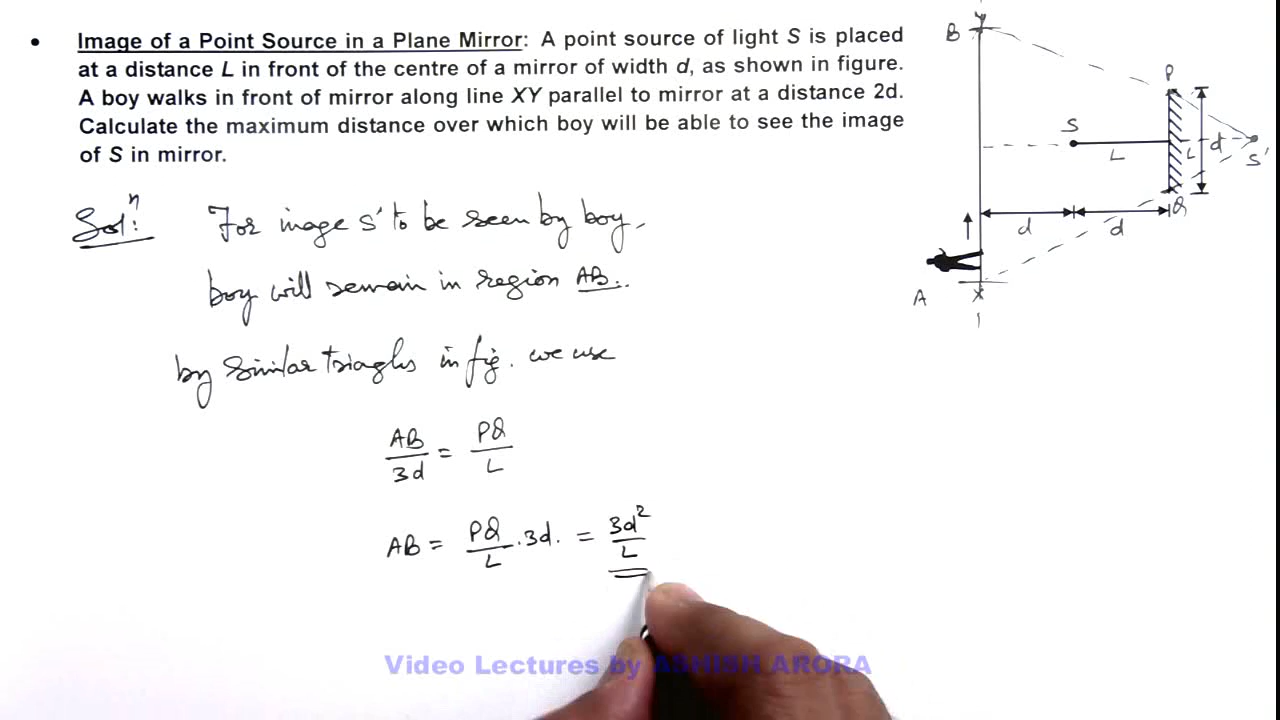 • Image of a Point Source in a Plane Mirror: A point source of light S is placed
at a distance L in front of the centre of a mirror of width d, as shown in figure.
A boy walks in front of mirror along line XY parallel to mirror at a distance 2d.
Calculate the maximum distance over which boy will be able to see the image
of S in mirror.
Solⁿ: For image S' to be seen by boy.
boy will remain in region AB.
by similar triagles in fig. we use
AB/3d = PQ/L
AB = PQ/L · 3d. = 3d²/L
Y
B
P
S
L
L
d
S'
Q
d
d
A
X
Video Lectures by ASHISH ARORA